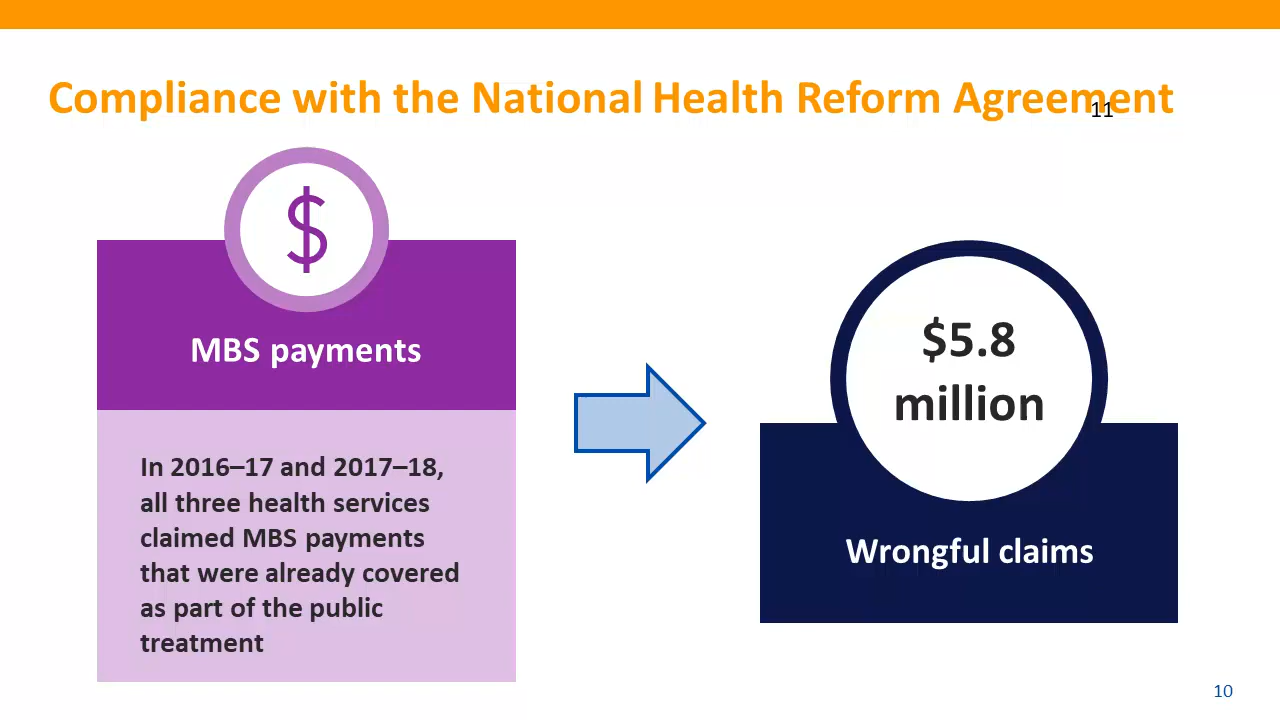 Compliance with the National Health Reform Agreement
11
$
MBS payments
In 2016–17 and 2017–18,
all three health services
claimed MBS payments
that were already covered
as part of the public
treatment
$5.8
million
Wrongful claims
10